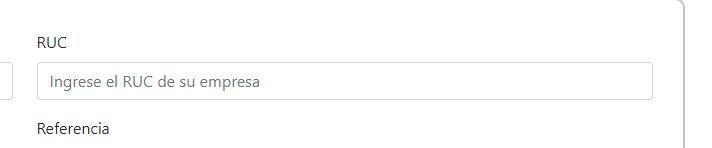 RUC
Ingrese el RUC de su empresa
Referencia